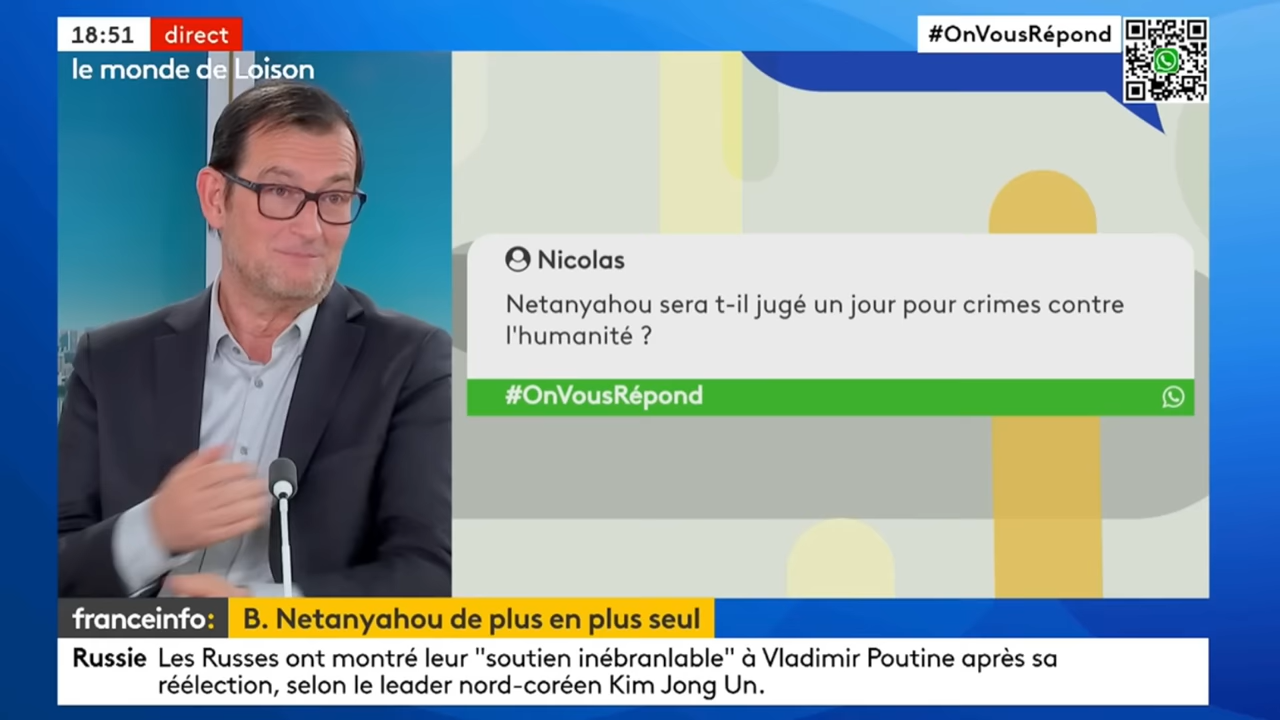 18:51 direct
#OnVousRépond
le monde de Loison
Nicolas
Netanyahou sera t-il jugé un jour pour crimes contre
l'humanité ?
#OnVousRépond
franceinfo: B. Netanyahou de plus en plus seul
Russie Les Russes ont montré leur "soutien inébranlable" à Vladimir Poutine après sa
réélection, selon le leader nord-coréen Kim Jong Un.